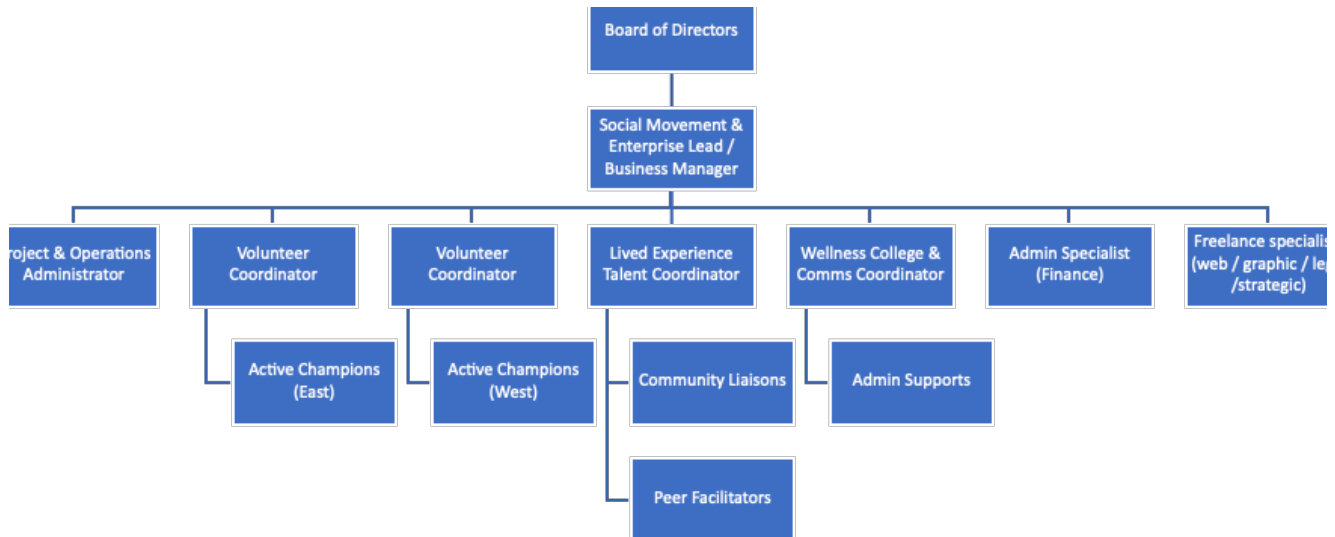 Board of Directors
Social Movement &
Enterprise Lead /
Business Manager
roject & Operations
Administrator
Volunteer
Coordinator
Volunteer
Coordinator
Lived Experience
Talent Coordinator
Wellness College &
Comms Coordinator
Admin Specialist
(Finance)
Freelance specialis
(web / graphic / leg
/strategic)
Active Champions
(East)
Active Champions
(West)
Community Liaisons
Admin Supports
Peer Facilitators